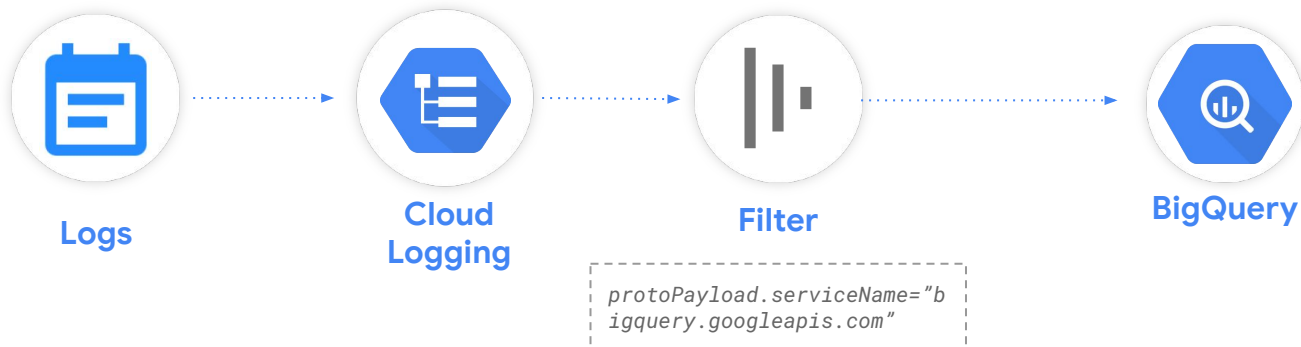 Logs
Cloud
Logging
Filter
BigQuery
protoPayload.serviceName=”b
igquery.googleapis.com”